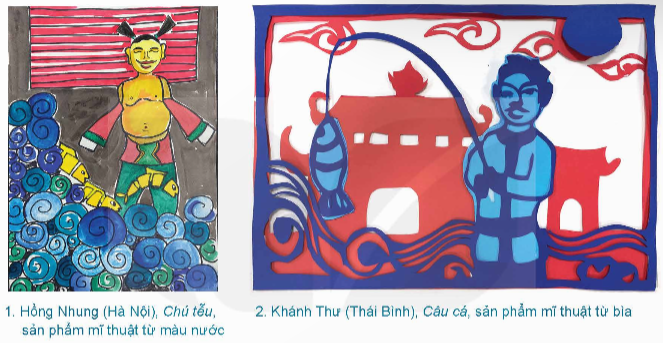 1. Hồng Nhung (Hà Nội), Chú tễu,
sản phẩm mĩ thuật từ màu nước
2. Khánh Thư (Thái Bình), Câu cá, sản phẩm mĩ thuật từ bìa